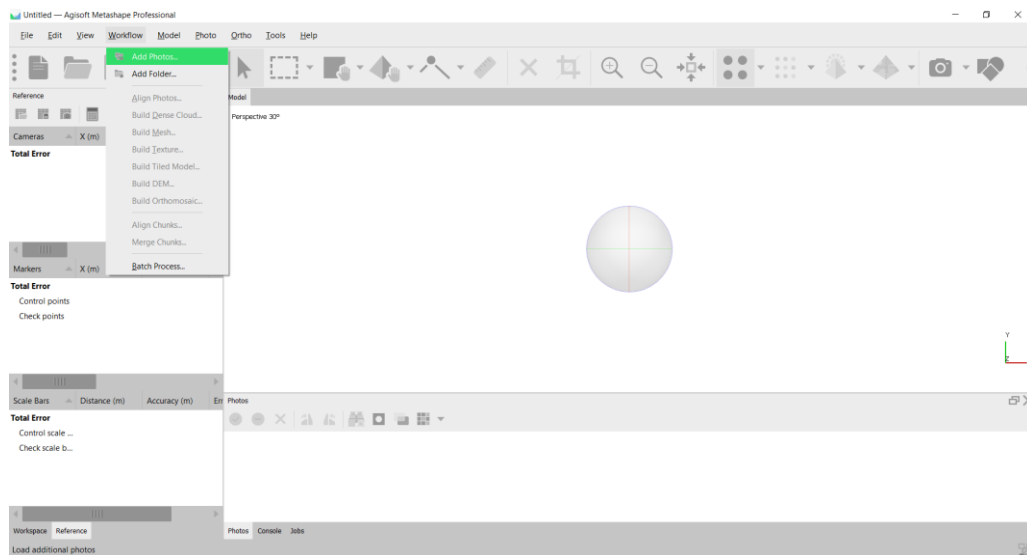 Untitled — Agisoft Metashape Professional
File Edit View Workflow Model Photo Ortho Tools Help
Add Photos...
Add Folder...
Align Photos...
Build Dense Cloud...
Build Mesh...
Build Texture...
Build Tiled Model...
Build DEM...
Build Orthomosaic...
Align Chunks...
Merge Chunks...
Batch Process...
Reference
Cameras X (m)
Total Error
Markers X (m)
Total Error
Control points
Check points
Scale Bars Distance (m) Accuracy (m)
Total Error
Control scale ...
Check scale b...
Workspace Reference
Load additional photos
Model
Perspective 30°
Y
Photos
Photos Console Jobs